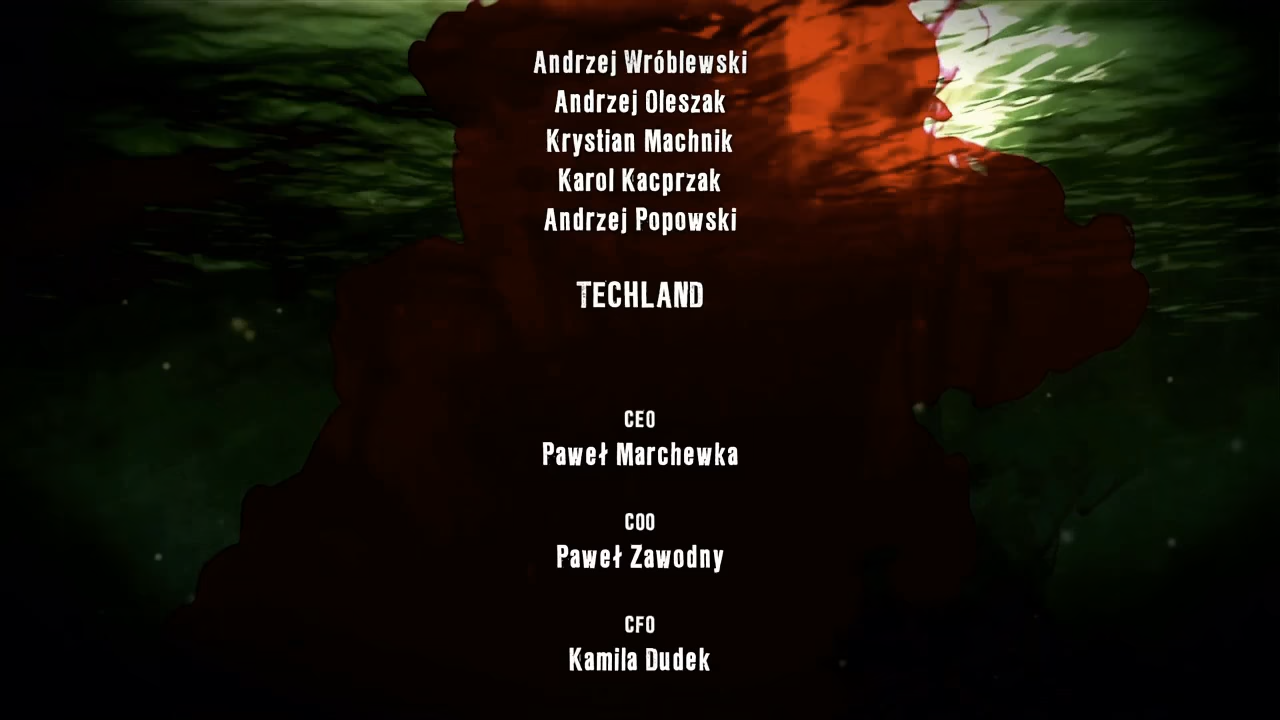 Andrzej Wróblewski
Andrzej Oleszak
Krystian Machnik
Karol Kacprzak
Andrzej Popowski
TECHLAND
CEO
Paweł Marchewka
COO
Paweł Zawodny
CFO
Kamila Dudek